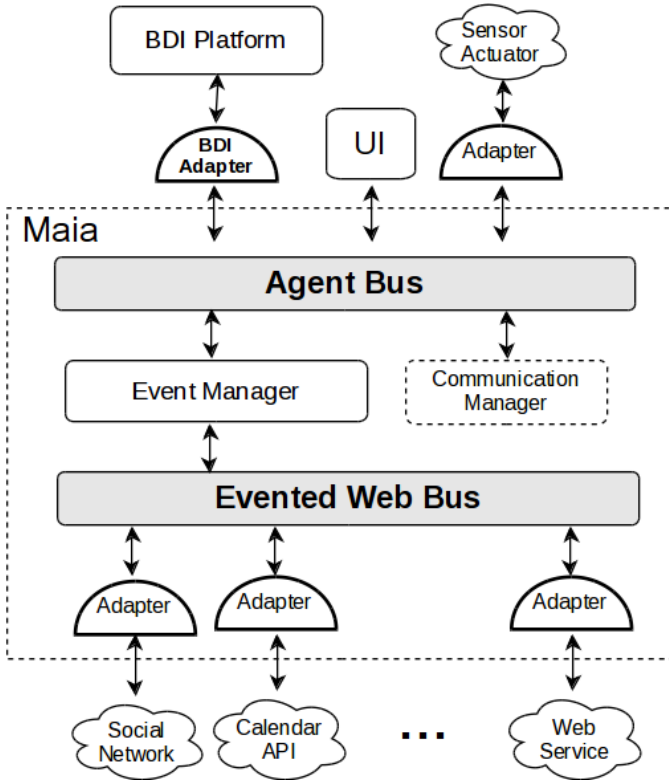 BDI Platform
Sensor
Actuator
BDI
Adapter
UI
Adapter
Maia
Agent Bus
Event Manager
Communication
Manager
Evented Web Bus
Adapter
Adapter
Adapter
Social
Network
Calendar
API
...
Web
Service